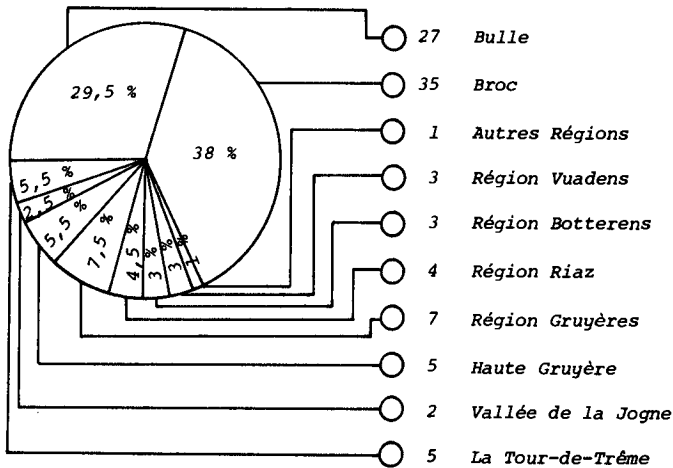 27 Bulle
35 Broc
1 Autres Régions
3 Région Vuadens
3 Région Botterens
4 Région Riaz
7 Région Gruyères
5 Haute Gruyère
2 Vallée de la Jogne
5 La Tour-de-Trême
29,5 %
38 %
5,5 %
2,5 %
5,5 %
7,5 %
4,5 %
3 %
3 %
1 %